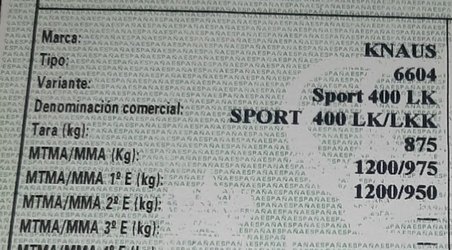 Marca: KNAUS
Tipo: 6604
Variante: Sport 400 LK
Denominación comercial: SPORT 400 LK/LKK
Tara (kg): 875
MTMA/MMA (Kg): 1200/975
MTMA/MMA 1º E (kg): 1200/950
MTMA/MMA 2º E (kg): —
MTMA/MMA 3º E (kg): —